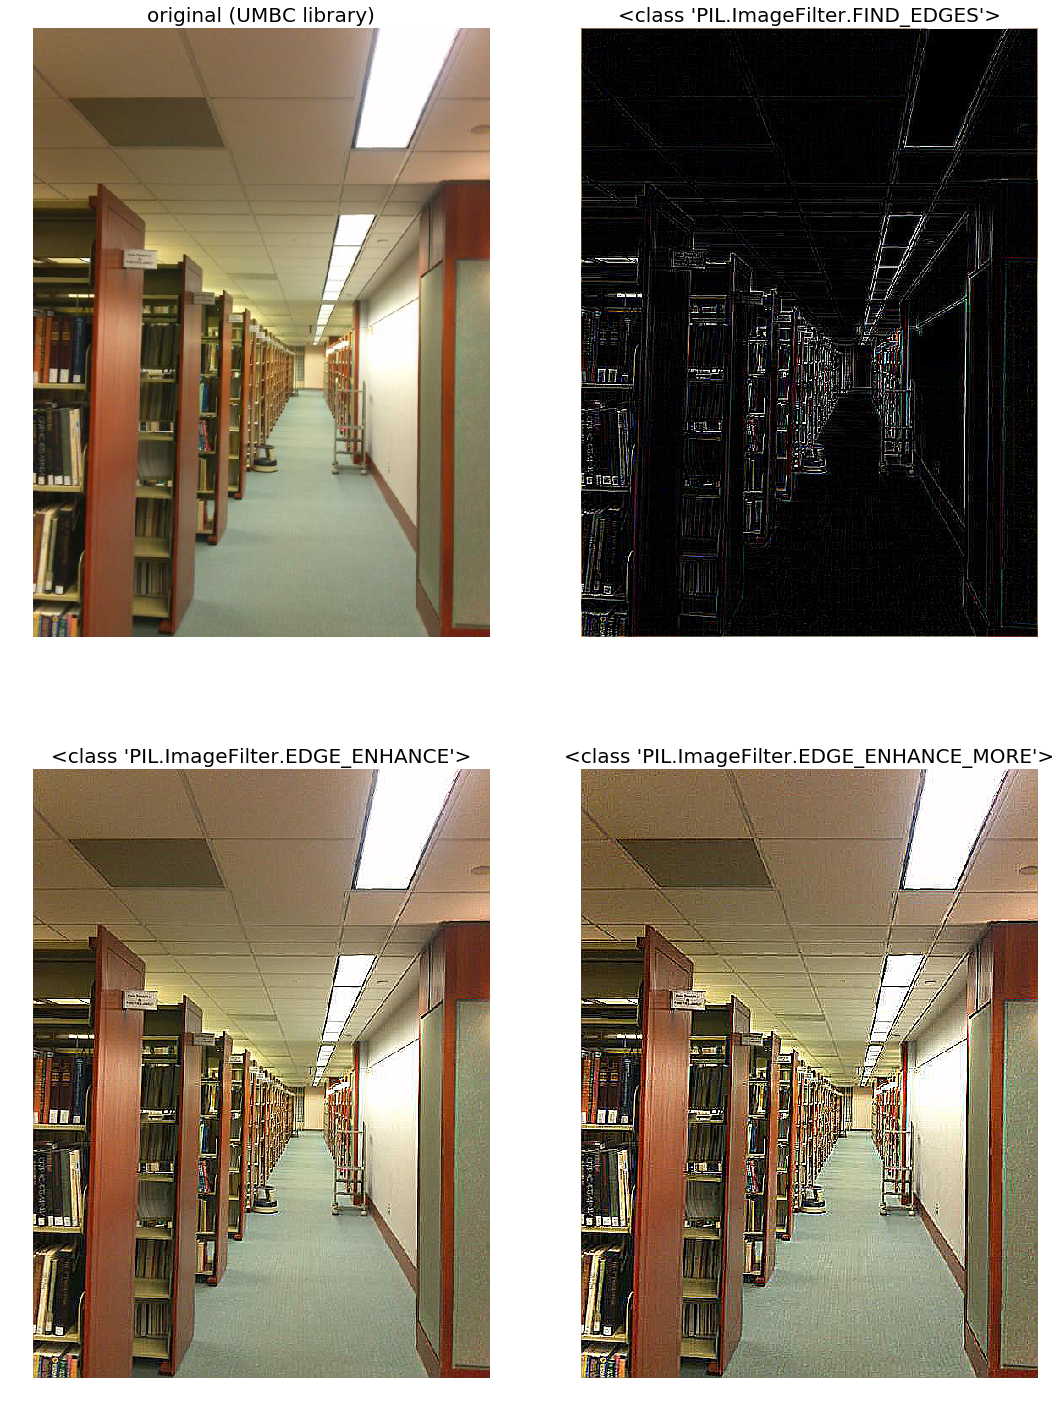 original (UMBC library)
<class 'PIL.ImageFilter.FIND_EDGES'>
<class 'PIL.ImageFilter.EDGE_ENHANCE'>
<class 'PIL.ImageFilter.EDGE_ENHANCE_MORE'>